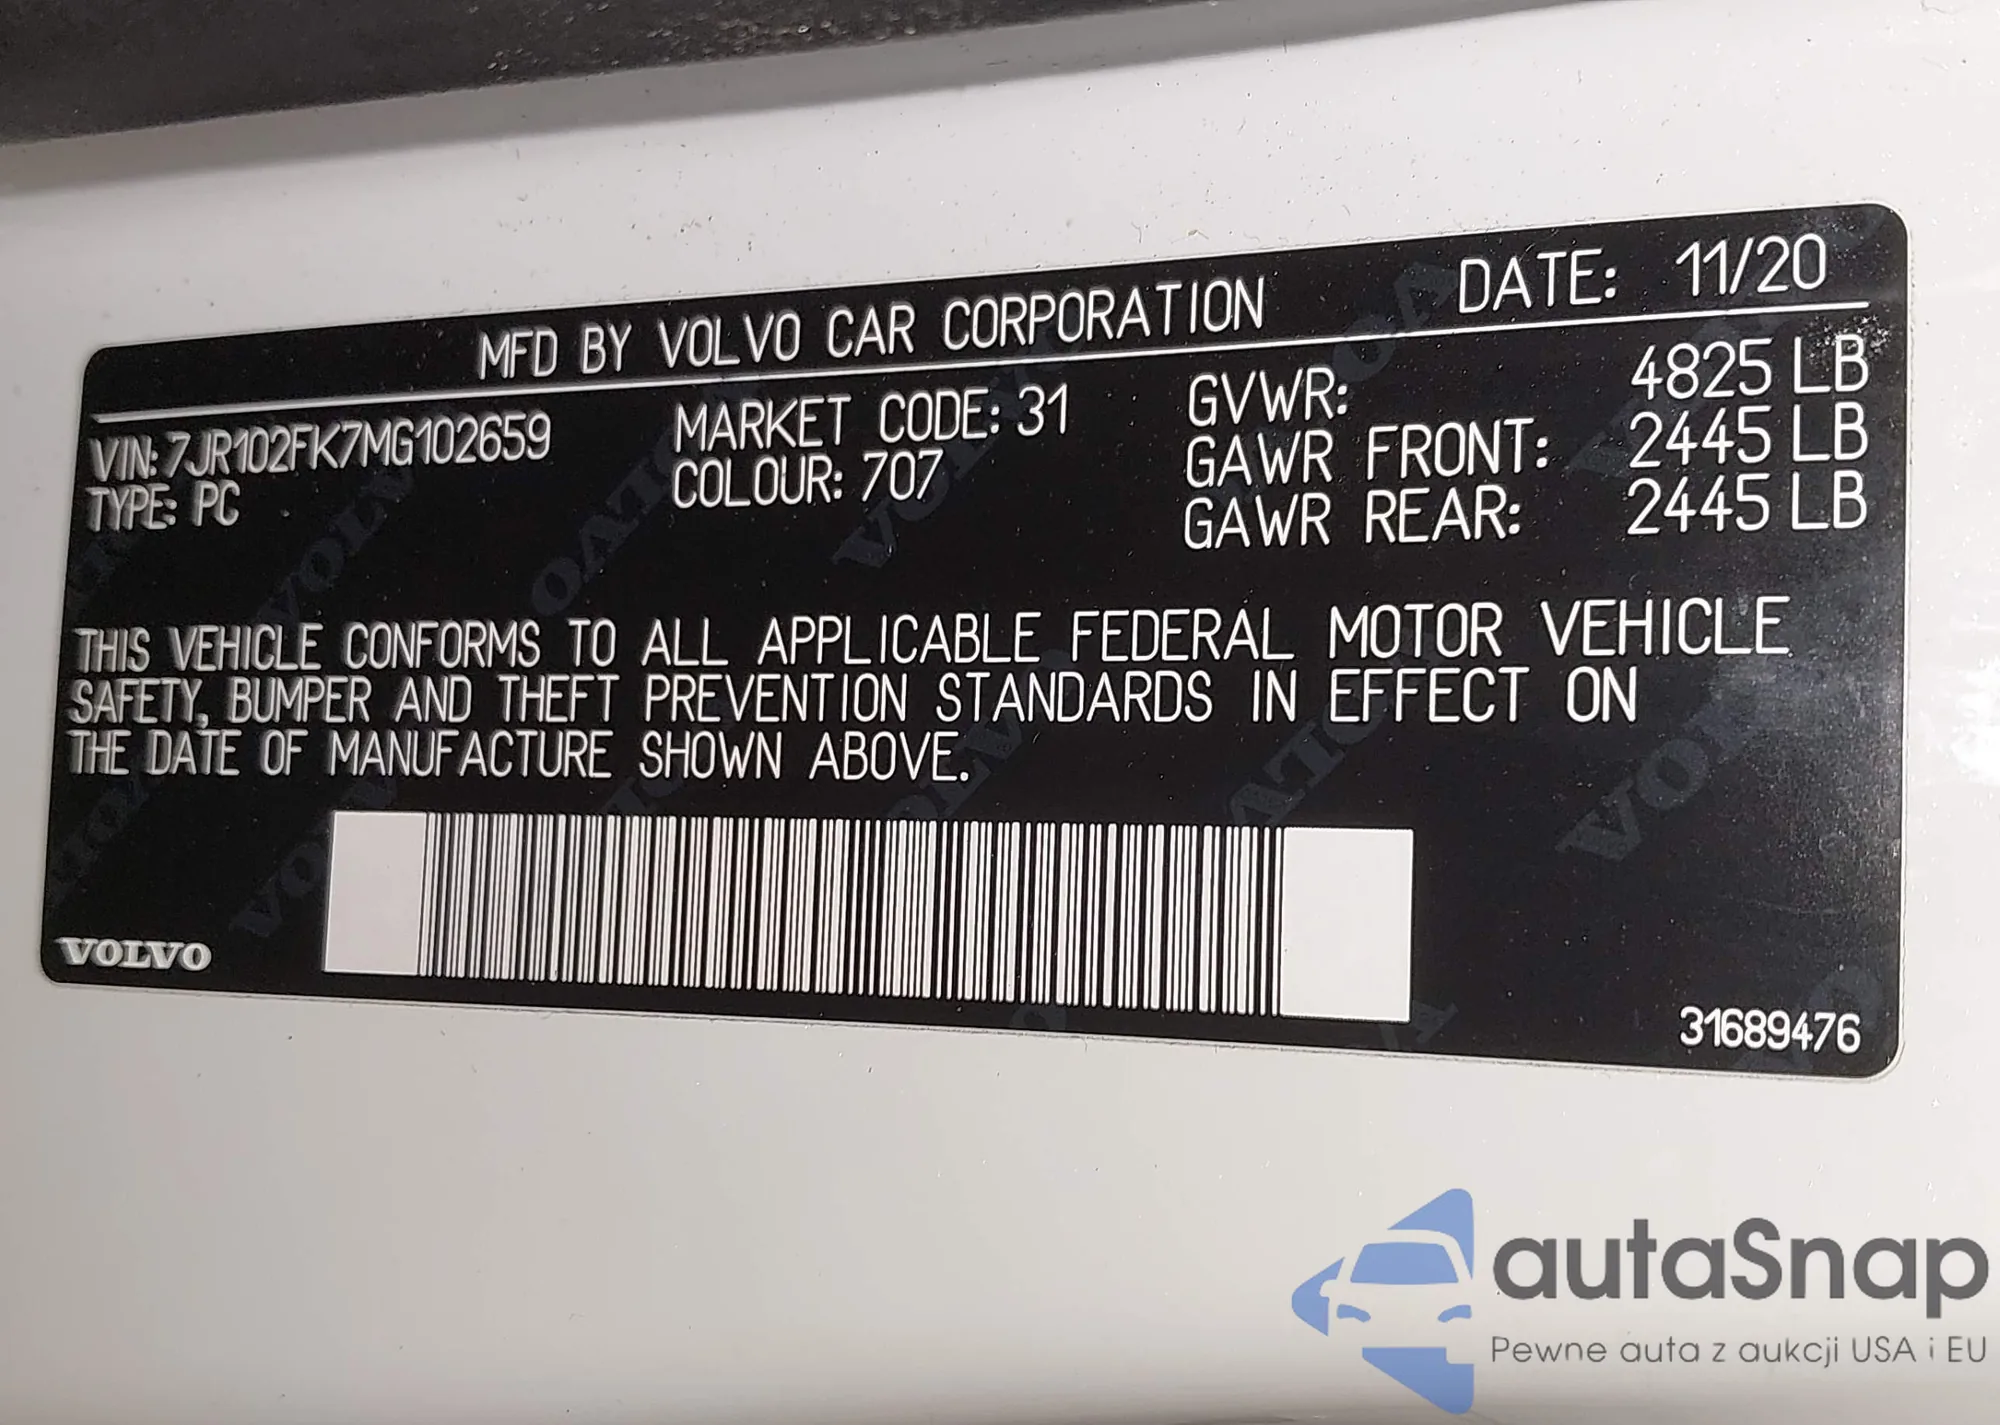 MFD BY VOLVO CAR CORPORATION DATE: 11/20
VIN: 7JR102FK7MG102659 MARKET CODE: 31 GVWR: 4825 LB
TYPE: PC COLOUR: 707 GAWR FRONT: 2445 LB
GAWR REAR: 2445 LB
THIS VEHICLE CONFORMS TO ALL APPLICABLE FEDERAL MOTOR VEHICLE
SAFETY, BUMPER AND THEFT PREVENTION STANDARDS IN EFFECT ON
THE DATE OF MANUFACTURE SHOWN ABOVE.
VOLVO
31689476
autaSnap
Pewne auta z aukcji USA i EU